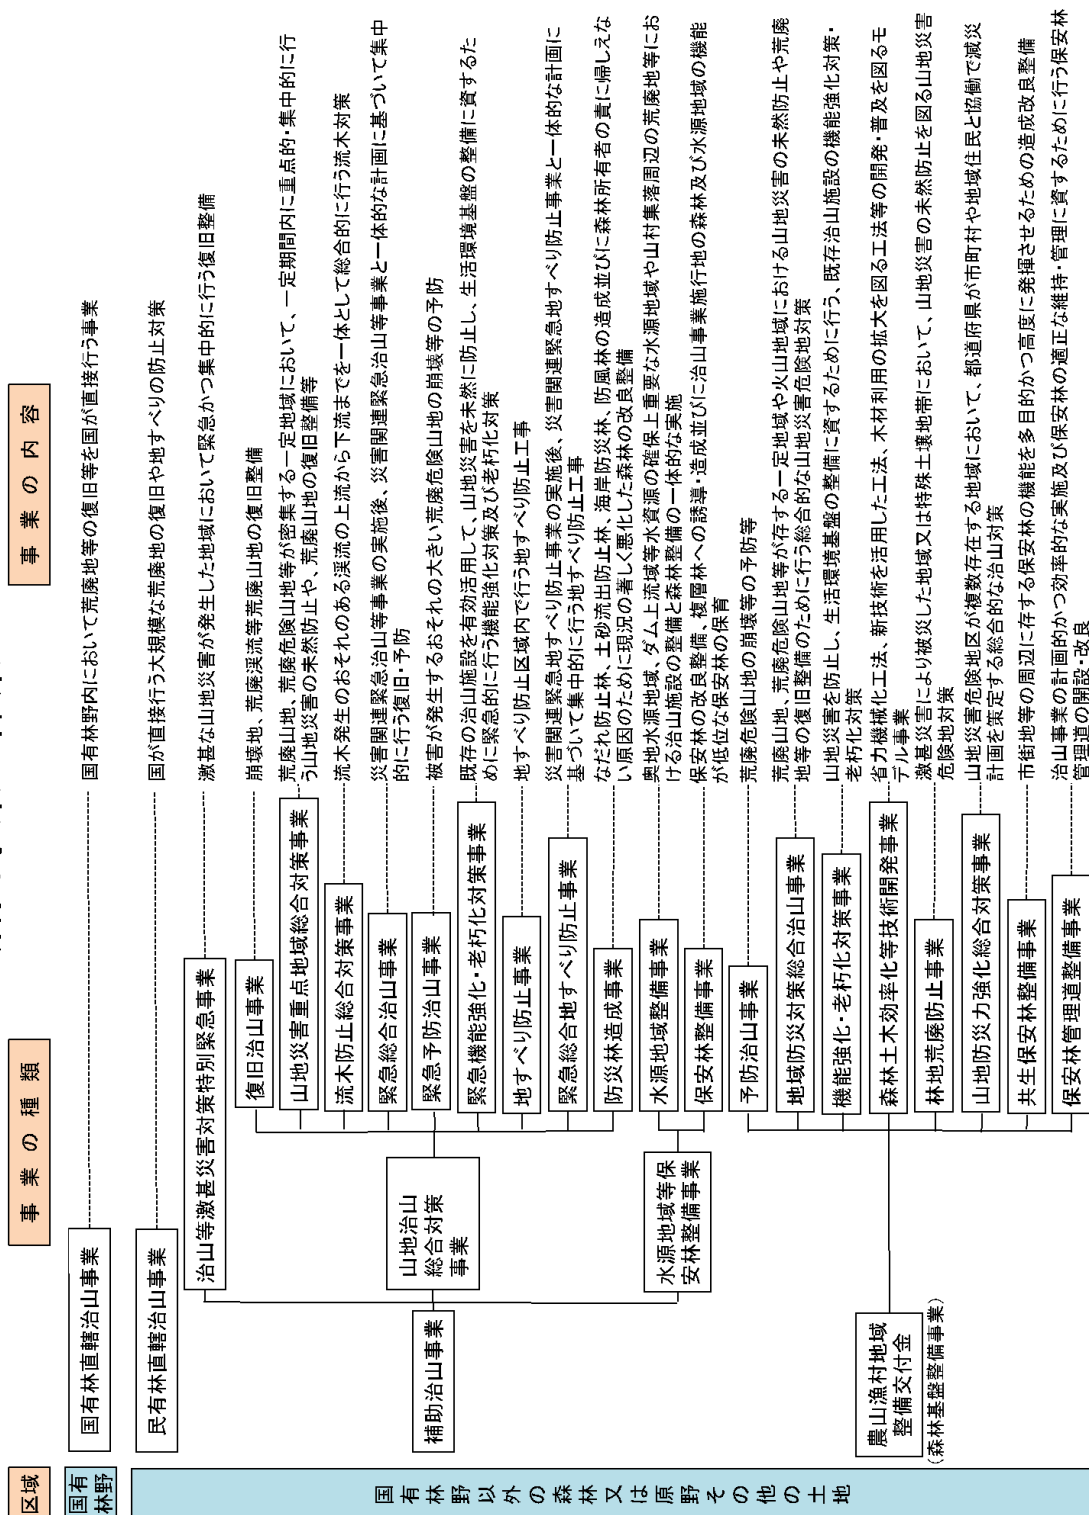 区域
事業の種類
事業の内容
国有
林野
国有林直轄治山事業
国有林野内において荒廃地等の復旧等を国が直接行う事業
国有林野以外の森林又は原野その他の土地
民有林直轄治山事業
国が直接行う大規模な荒廃地の復旧や地すべりの防止対策
補助治山事業
治山等激甚災害対策特別緊急事業
激甚な山地災害が発生した地域において緊急かつ集中的に行う復旧整備
山地治山
総合対策
事業
復旧治山事業
崩壊地、荒廃渓流等荒廃山地の復旧整備
山地災害重点地域総合対策事業
荒廃山地、荒廃危険山地等が密集する一定地域において、一定期間内に重点的・集中的に行
う山地災害の未然防止や、荒廃山地の復旧整備等
流木防止総合対策事業
流木発生のおそれのある渓流の上流から下流までを一体として総合的に行う流木対策
緊急総合治山事業
災害関連緊急治山等事業の実施後、災害関連緊急治山等事業と一体的な計画に基づいて集中
的に行う復旧・予防
緊急予防治山事業
被害が発生するおそれの大きい荒廃危険山地の崩壊等の予防
緊急機能強化・老朽化対策事業
既存の治山施設を有効活用して、山地災害を未然に防止し、生活環境基盤の整備に資するた
めに緊急的に行う機能強化対策及び老朽化対策
地すべり防止事業
地すべり防止区域内で行う地すべり防止工事
緊急総合地すべり防止事業
災害関連緊急地すべり防止事業の実施後、災害関連緊急地すべり防止事業と一体的な計画に
基づいて集中的に行う地すべり防止工事
防災林造成事業
なだれ防止林、土砂流出防止林、海岸防災林、防風林の造成並びに森林所有者の責に帰しえな
い原因のために現況の著しく悪化した森林の改良整備
水源地域等保
安林整備事業
水源地域整備事業
奥地水源地域、ダム上流域等水資源の確保上重要な水源地域や山村集落周辺の荒廃地等にお
ける治山施設の整備と森林整備の一体的な実施
保安林整備事業
保安林の改良整備、複層林への誘導・造成並びに治山事業施行地の森林及び水源地域の機能
が低位な保安林の保育
農山漁村地域
整備交付金
(森林基盤整備事業)
予防治山事業
荒廃危険山地の崩壊等の予防等
地域防災対策総合治山事業
荒廃山地、荒廃危険山地等が存する一定地域や火山地域における山地災害の未然防止や荒廃
地等の復旧整備のために行う総合的な山地災害危険地対策
機能強化・老朽化対策事業
山地災害を防止し、生活環境基盤の整備に資するために行う、既存治山施設の機能強化対策・
老朽化対策
森林土木効率化等技術開発事業
省力機械化工法、新技術を活用した工法、木材利用の拡大を図る工法等の開発・普及を図るモ
デル事業
林地荒廃防止事業
激甚災害により被災した地域又は特殊土壌地帯において、山地災害の未然防止を図る山地災害
危険地対策
山地防災力強化総合対策事業
山地災害危険地区が複数存在する地域において、都道府県が市町村や地域住民と協働で減災
計画を策定する総合的な治山対策
共生保安林整備事業
市街地等の周辺に存する保安林の機能を多目的かつ高度に発揮させるための造成改良整備
保安林管理道整備事業
治山事業の計画的かつ効率的な実施及び保安林の適正な維持・管理に資するために行う保安林
管理道の開設・改良